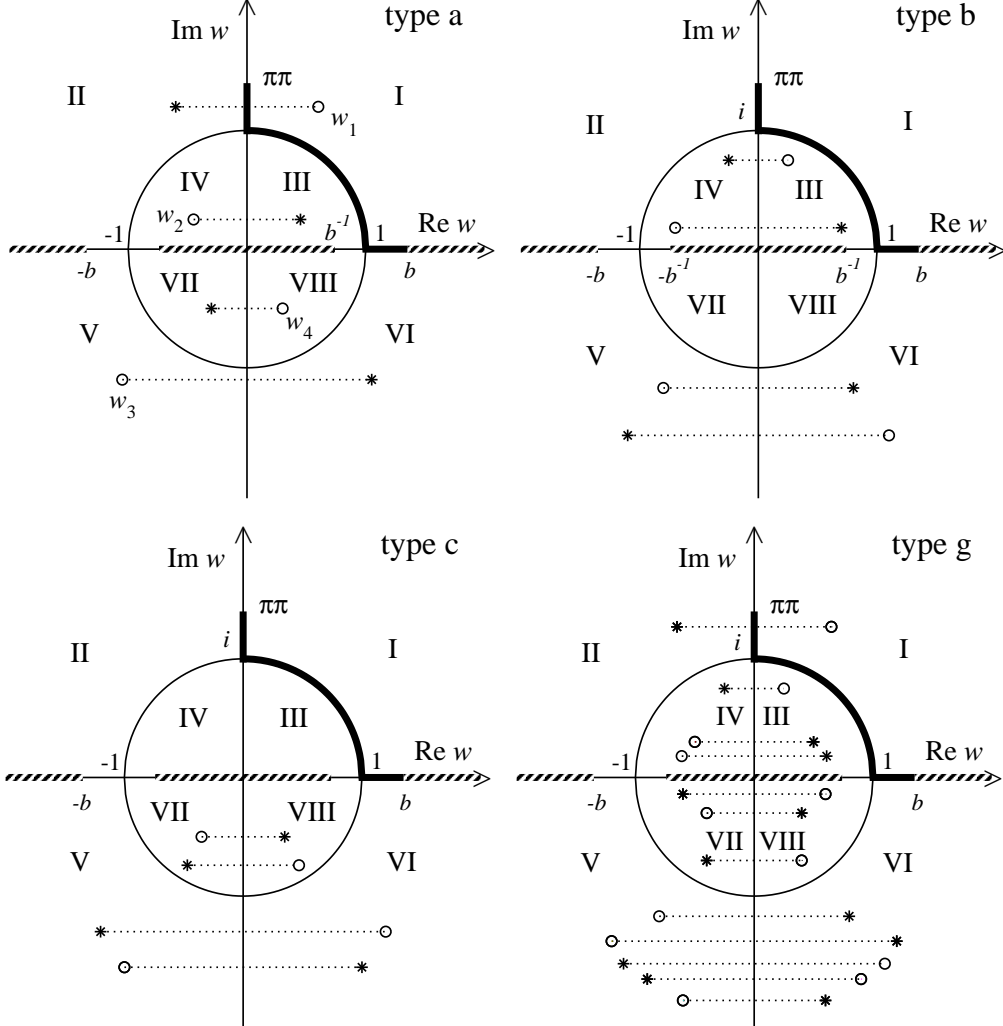 type a
Im w
ππ
II
I
w1
IV
III
w2
b-1
Re w
-1
1
-b
b
VII
VIII
w4
V
VI
w3
type b
Im w
ππ
i
II
I
IV
III
Re w
-1
1
-b
-b-1
b-1
b
VII
VIII
V
VI
type c
Im w
ππ
i
II
I
IV
III
Re w
-1
1
-b
b
VII
VIII
V
VI
type g
Im w
ππ
i
II
I
IV
III
Re w
-1
1
-b
b
VII
VIII
V
VI